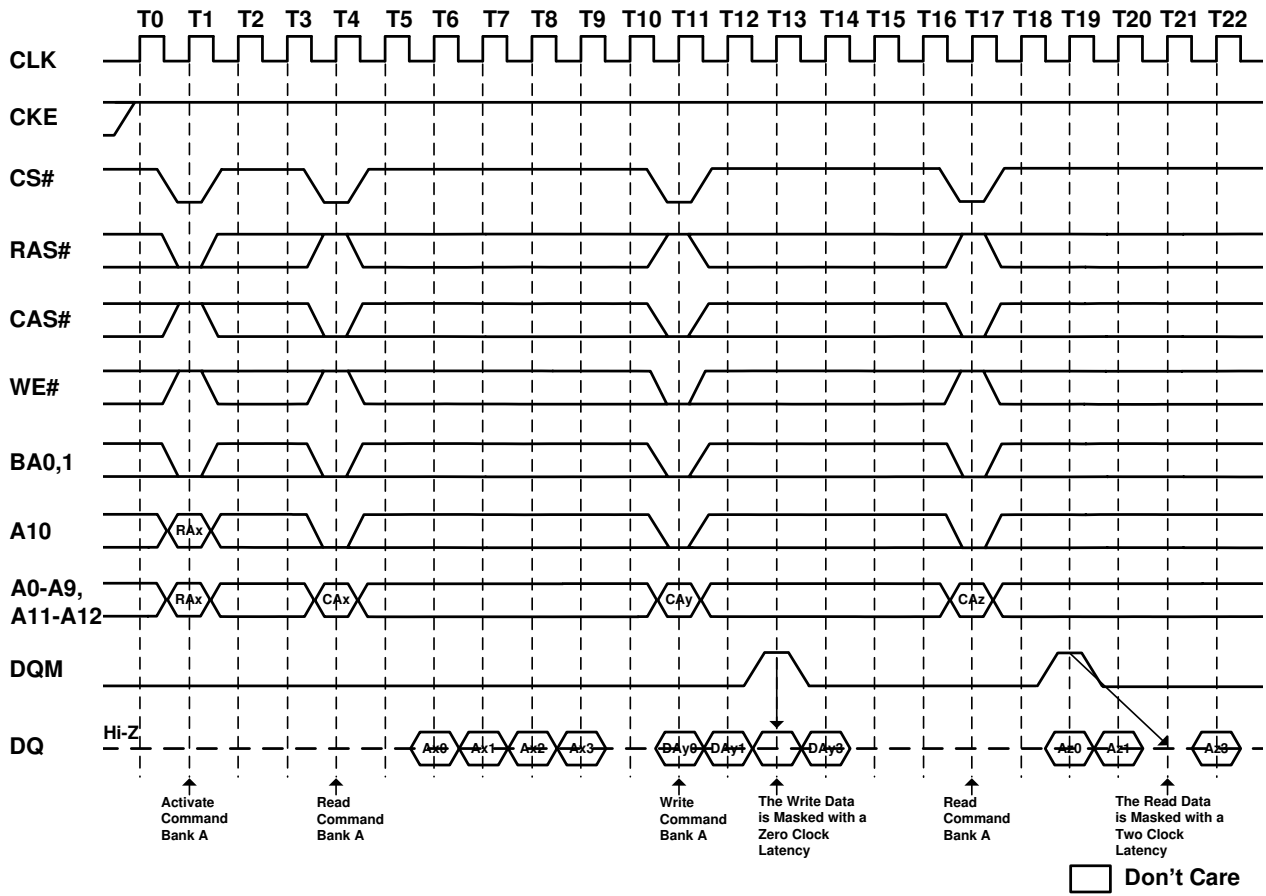 T0 T1 T2 T3 T4 T5 T6 T7 T8 T9 T10 T11 T12 T13 T14 T15 T16 T17 T18 T19 T20 T21 T22
CLK
CKE
CS#
RAS#
CAS#
WE#
BA0,1
A10 RAx
A0-A9,
A11-A12 RAx CAx CAy CAz
DQM
Hi-Z
DQ Ax0 Ax1 Ax2 Ax3 DAy0 DAy1 DAy3 Az0 Az1 Az3
Activate
Command
Bank A
Read
Command
Bank A
Write
Command
Bank A
The Write Data
is Masked with a
Zero Clock
Latency
Read
Command
Bank A
The Read Data
is Masked with a
Two Clock
Latency
Don't Care